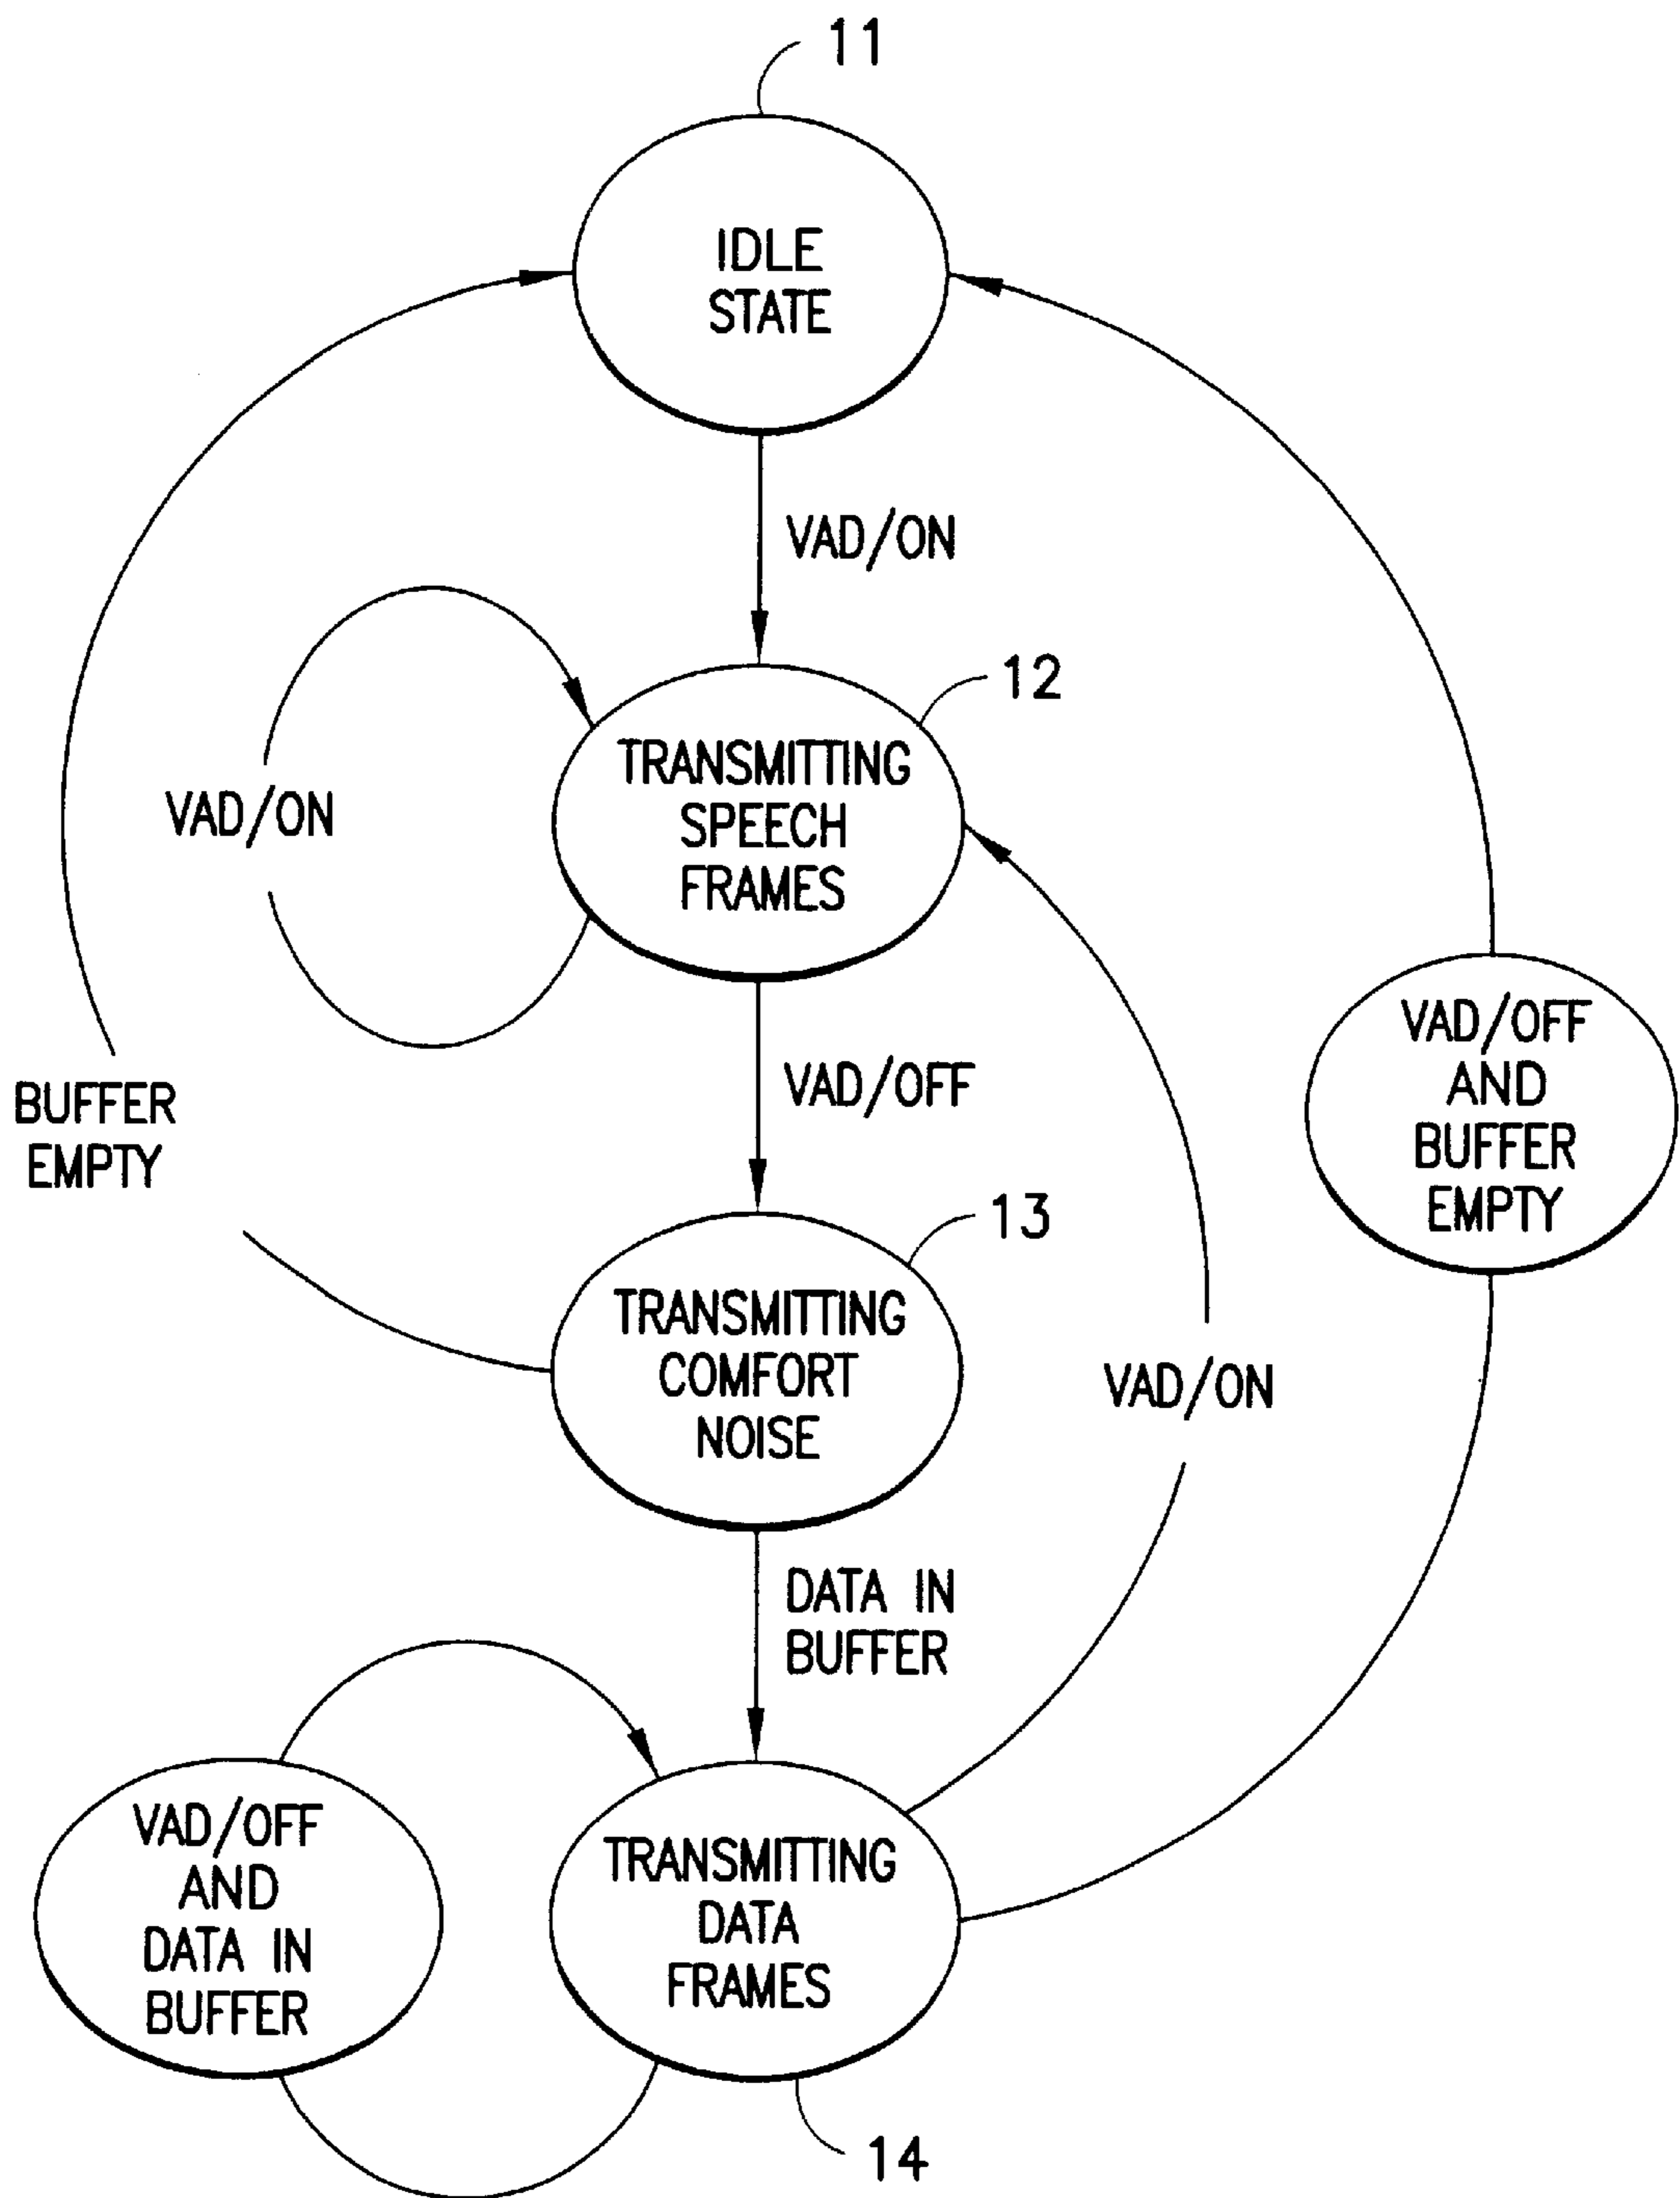 11
IDLE
STATE
VAD/ON
12
TRANSMITTING
SPEECH
FRAMES
VAD/ON
VAD/OFF
AND
BUFFER
EMPTY
VAD/OFF
BUFFER
EMPTY
13
TRANSMITTING
COMFORT
NOISE
VAD/ON
DATA IN
BUFFER
VAD/OFF
AND
DATA IN
BUFFER
TRANSMITTING
DATA
FRAMES
14